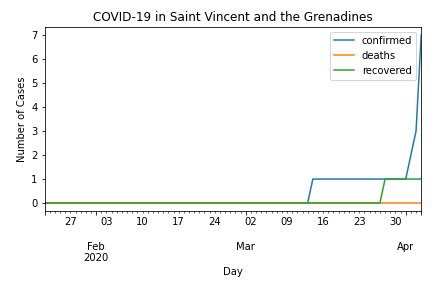 COVID-19 in Saint Vincent and the Grenadines
7
6
5
4
3
2
1
0
Number of Cases
confirmed
deaths
recovered
27 03 10 17 24 02 09 16 23 30
Feb Mar Apr
2020
Day